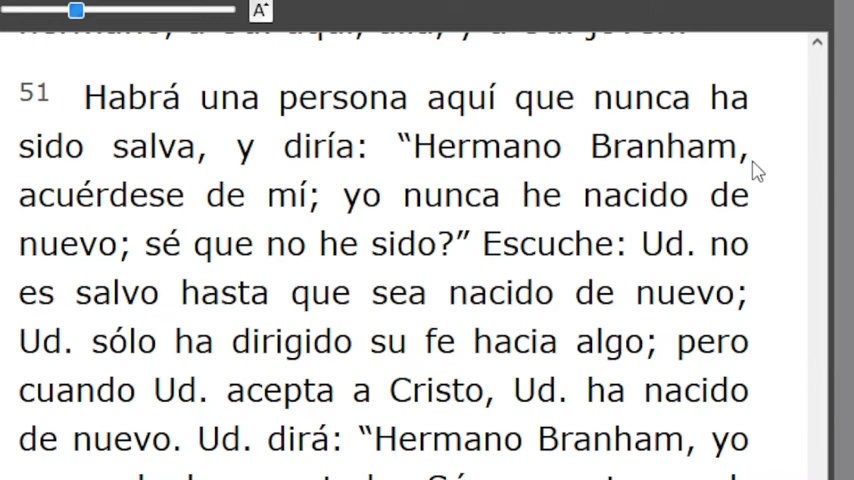 A
51 Habrá una persona aquí que nunca ha
sido salva, y diría: “Hermano Branham,
acuérdese de mí; yo nunca he nacido de
nuevo; sé que no he sido?” Escuche: Ud. no
es salvo hasta que sea nacido de nuevo;
Ud. sólo ha dirigido su fe hacia algo; pero
cuando Ud. acepta a Cristo, Ud. ha nacido
de nuevo. Ud. dirá: “Hermano Branham, yo